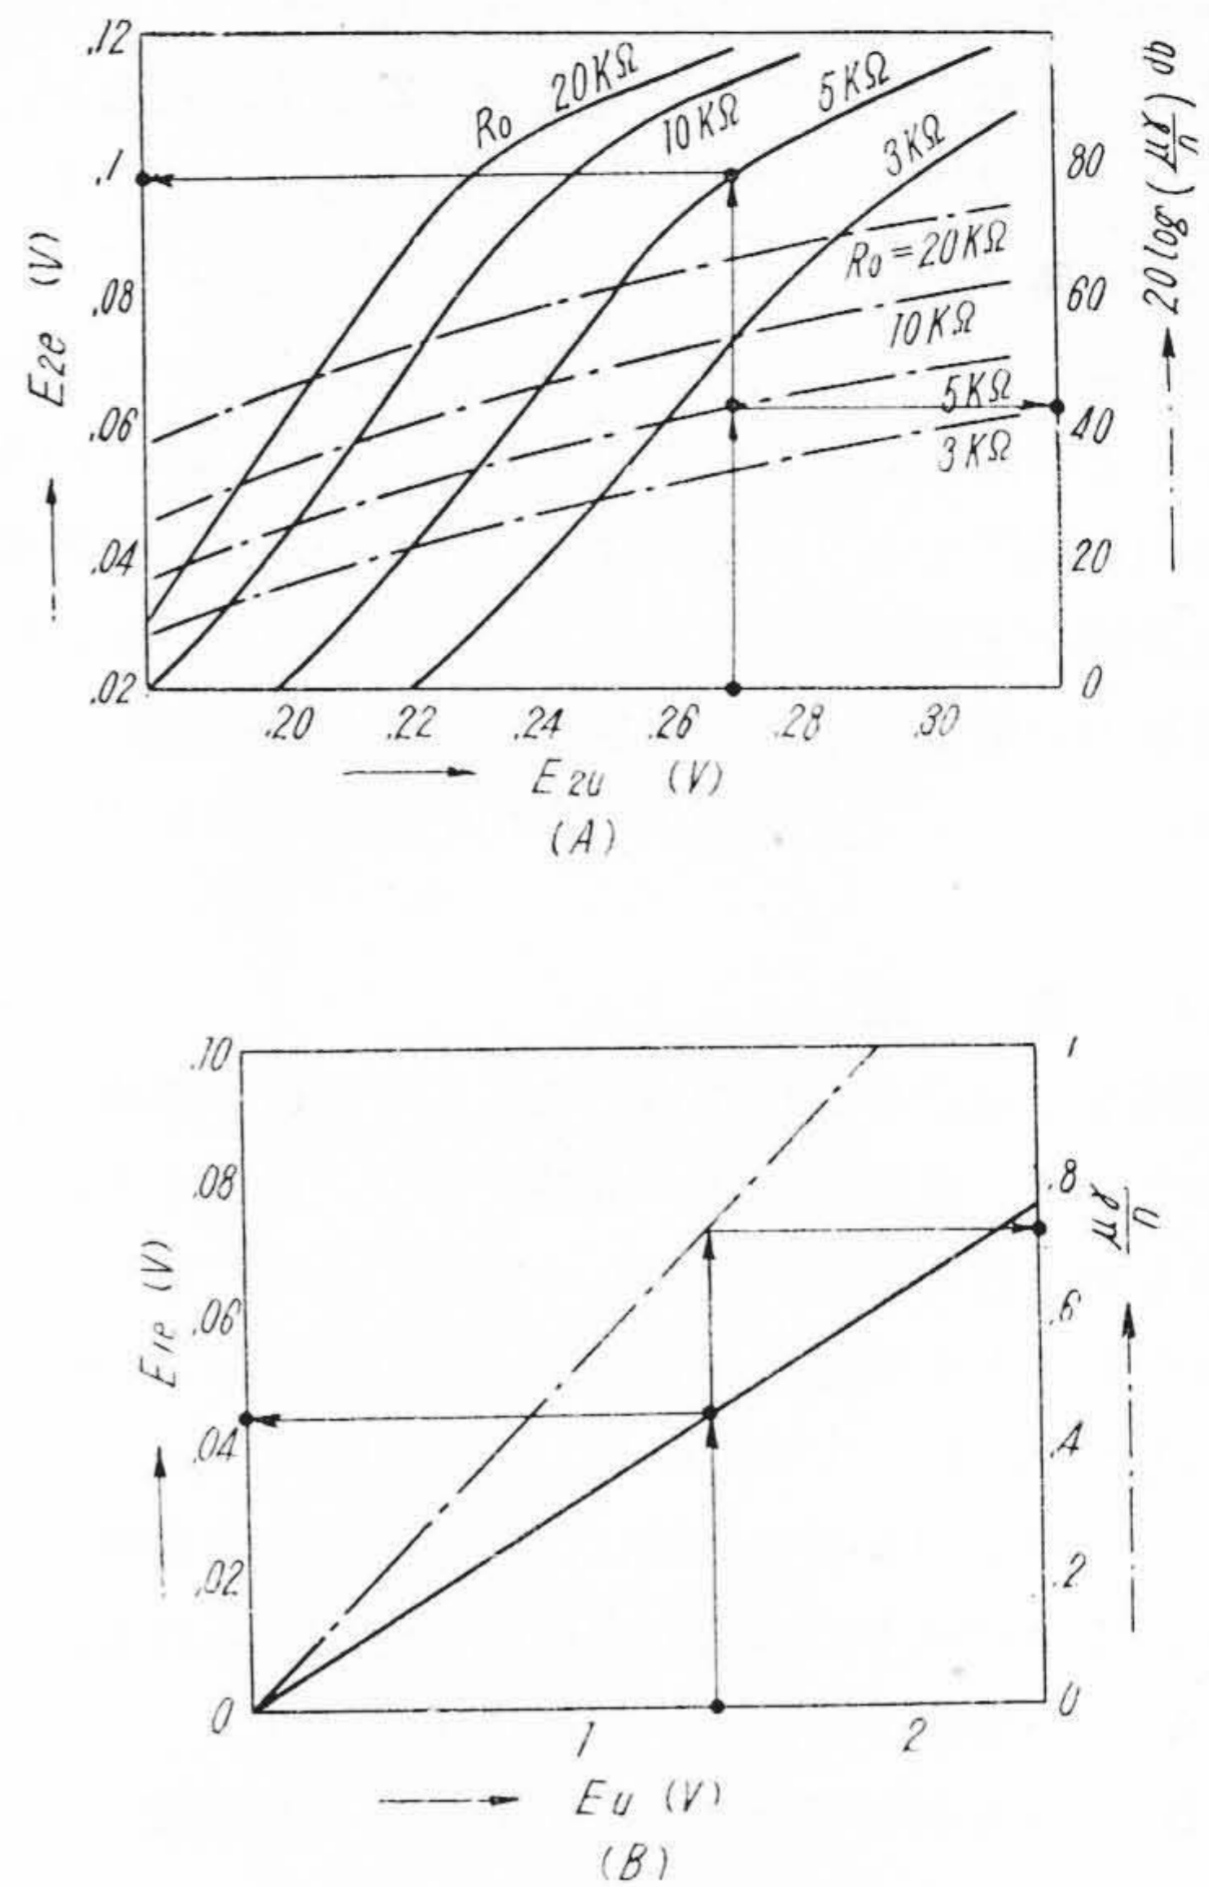 .12
20 log ( μγ / n ) db
R₀ 20KΩ
10KΩ
5KΩ
3KΩ
.1
80
E₂e (V)
R₀ = 20KΩ
.08
60
10KΩ
5KΩ
.06
40
3KΩ
.04
20
.02
0
.20 .22 .24 .26 .28 .30
E₂u (V)
(A)
.10
1
.08
.8
μγ / n
E₁e (V)
.06
.6
.04
.4
.02
.2
0
0
1 2
Eu (V)
(B)